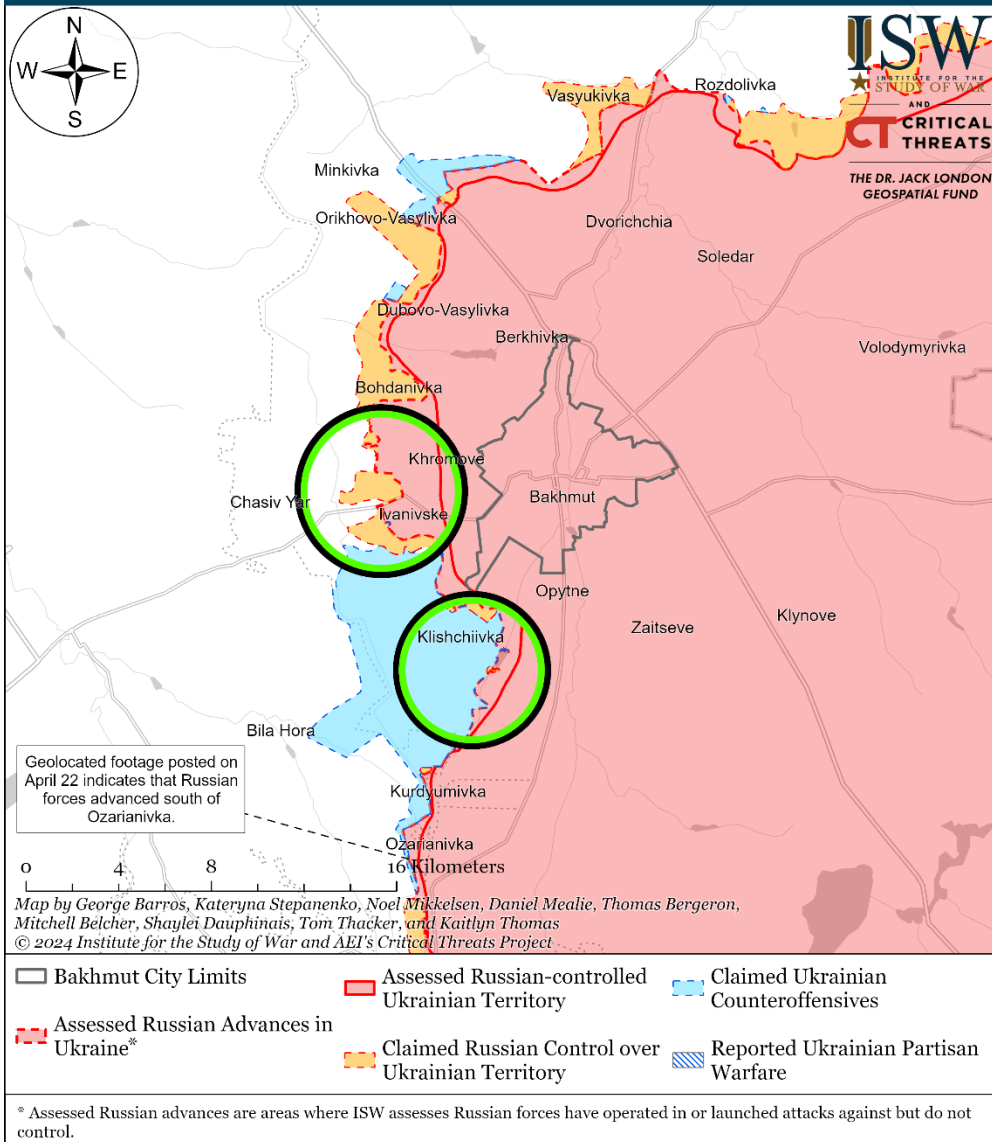 N
W E
S
ISW
INSTITUTE FOR THE
STUDY OF WAR
AND
CT CRITICAL
THREATS
THE DR. JACK LONDON
GEOSPATIAL FUND
Vasyukivka
Rozdolivka
Minkivka
Orikhovo-Vasylivka
Dvorichchia
Soledar
Dubovo-Vasylivka
Berkhivka
Volodymyrivka
Bohdanivka
Khromove
Chasiv Yar
Bakhmut
Ivanivske
Opytne
Klishchiivka
Zaitseve
Klynove
Bila Hora
Geolocated footage posted on
April 22 indicates that Russian
forces advanced south of
Ozarianivka.
Kurdyumivka
Ozarianivka
0 4 8 16 Kilometers
Map by George Barros, Kateryna Stepanenko, Noel Mikkelsen, Daniel Mealie, Thomas Bergeron,
Mitchell Belcher, Shaylei Dauphinais, Tom Thacker, and Kaitlyn Thomas
© 2024 Institute for the Study of War and AEI's Critical Threats Project
Bakhmut City Limits
Assessed Russian Advances in
Ukraine*
Assessed Russian-controlled
Ukrainian Territory
Claimed Russian Control over
Ukrainian Territory
Claimed Ukrainian
Counteroffensives
Reported Ukrainian Partisan
Warfare
* Assessed Russian advances are areas where ISW assesses Russian forces have operated in or launched attacks against but do not
control.